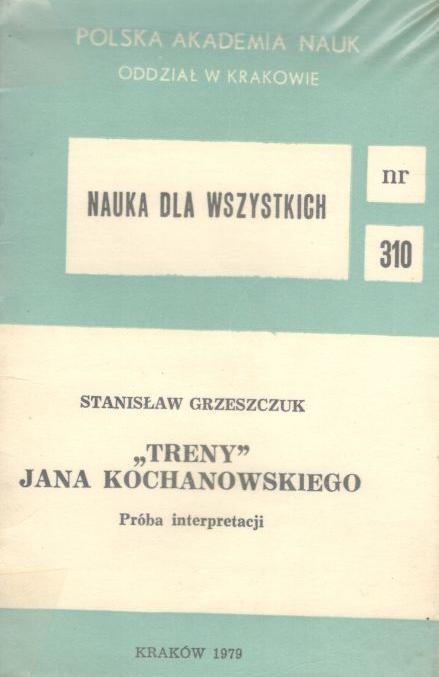 POLSKA AKADEMIA NAUK
ODDZIAŁ W KRAKOWIE
NAUKA DLA WSZYSTKICH
nr
310
STANISŁAW GRZESZCZUK
„TRENY”
JANA KOCHANOWSKIEGO
Próba interpretacji
KRAKÓW 1979